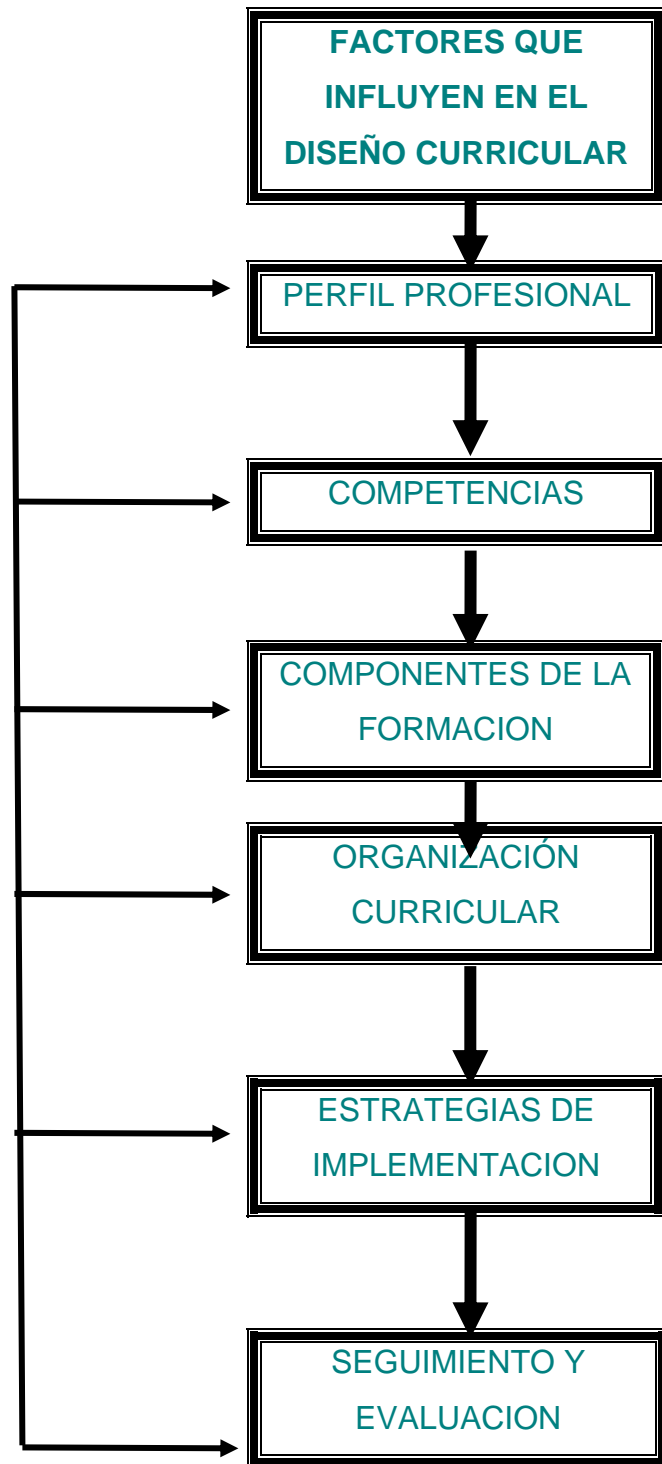 FACTORES QUE
INFLUYEN EN EL
DISEÑO CURRICULAR
PERFIL PROFESIONAL
COMPETENCIAS
COMPONENTES DE LA
FORMACION
ORGANIZACIÓN
CURRICULAR
ESTRATEGIAS DE
IMPLEMENTACION
SEGUIMIENTO Y
EVALUACION